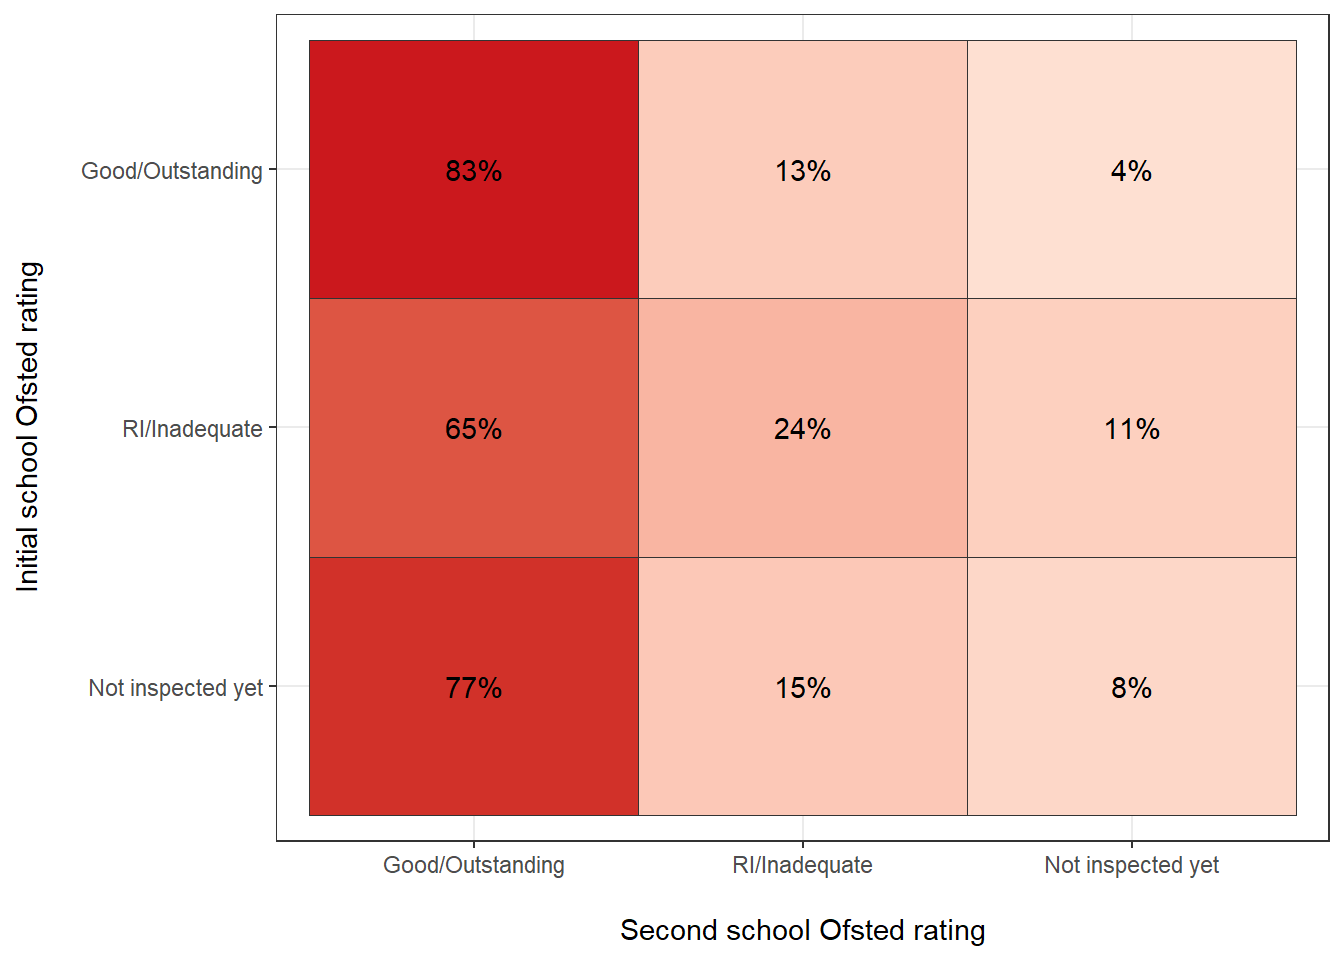 Initial school Ofsted rating
Good/Outstanding
83%
13%
4%
RI/Inadequate
65%
24%
11%
Not inspected yet
77%
15%
8%
Good/Outstanding
RI/Inadequate
Not inspected yet
Second school Ofsted rating